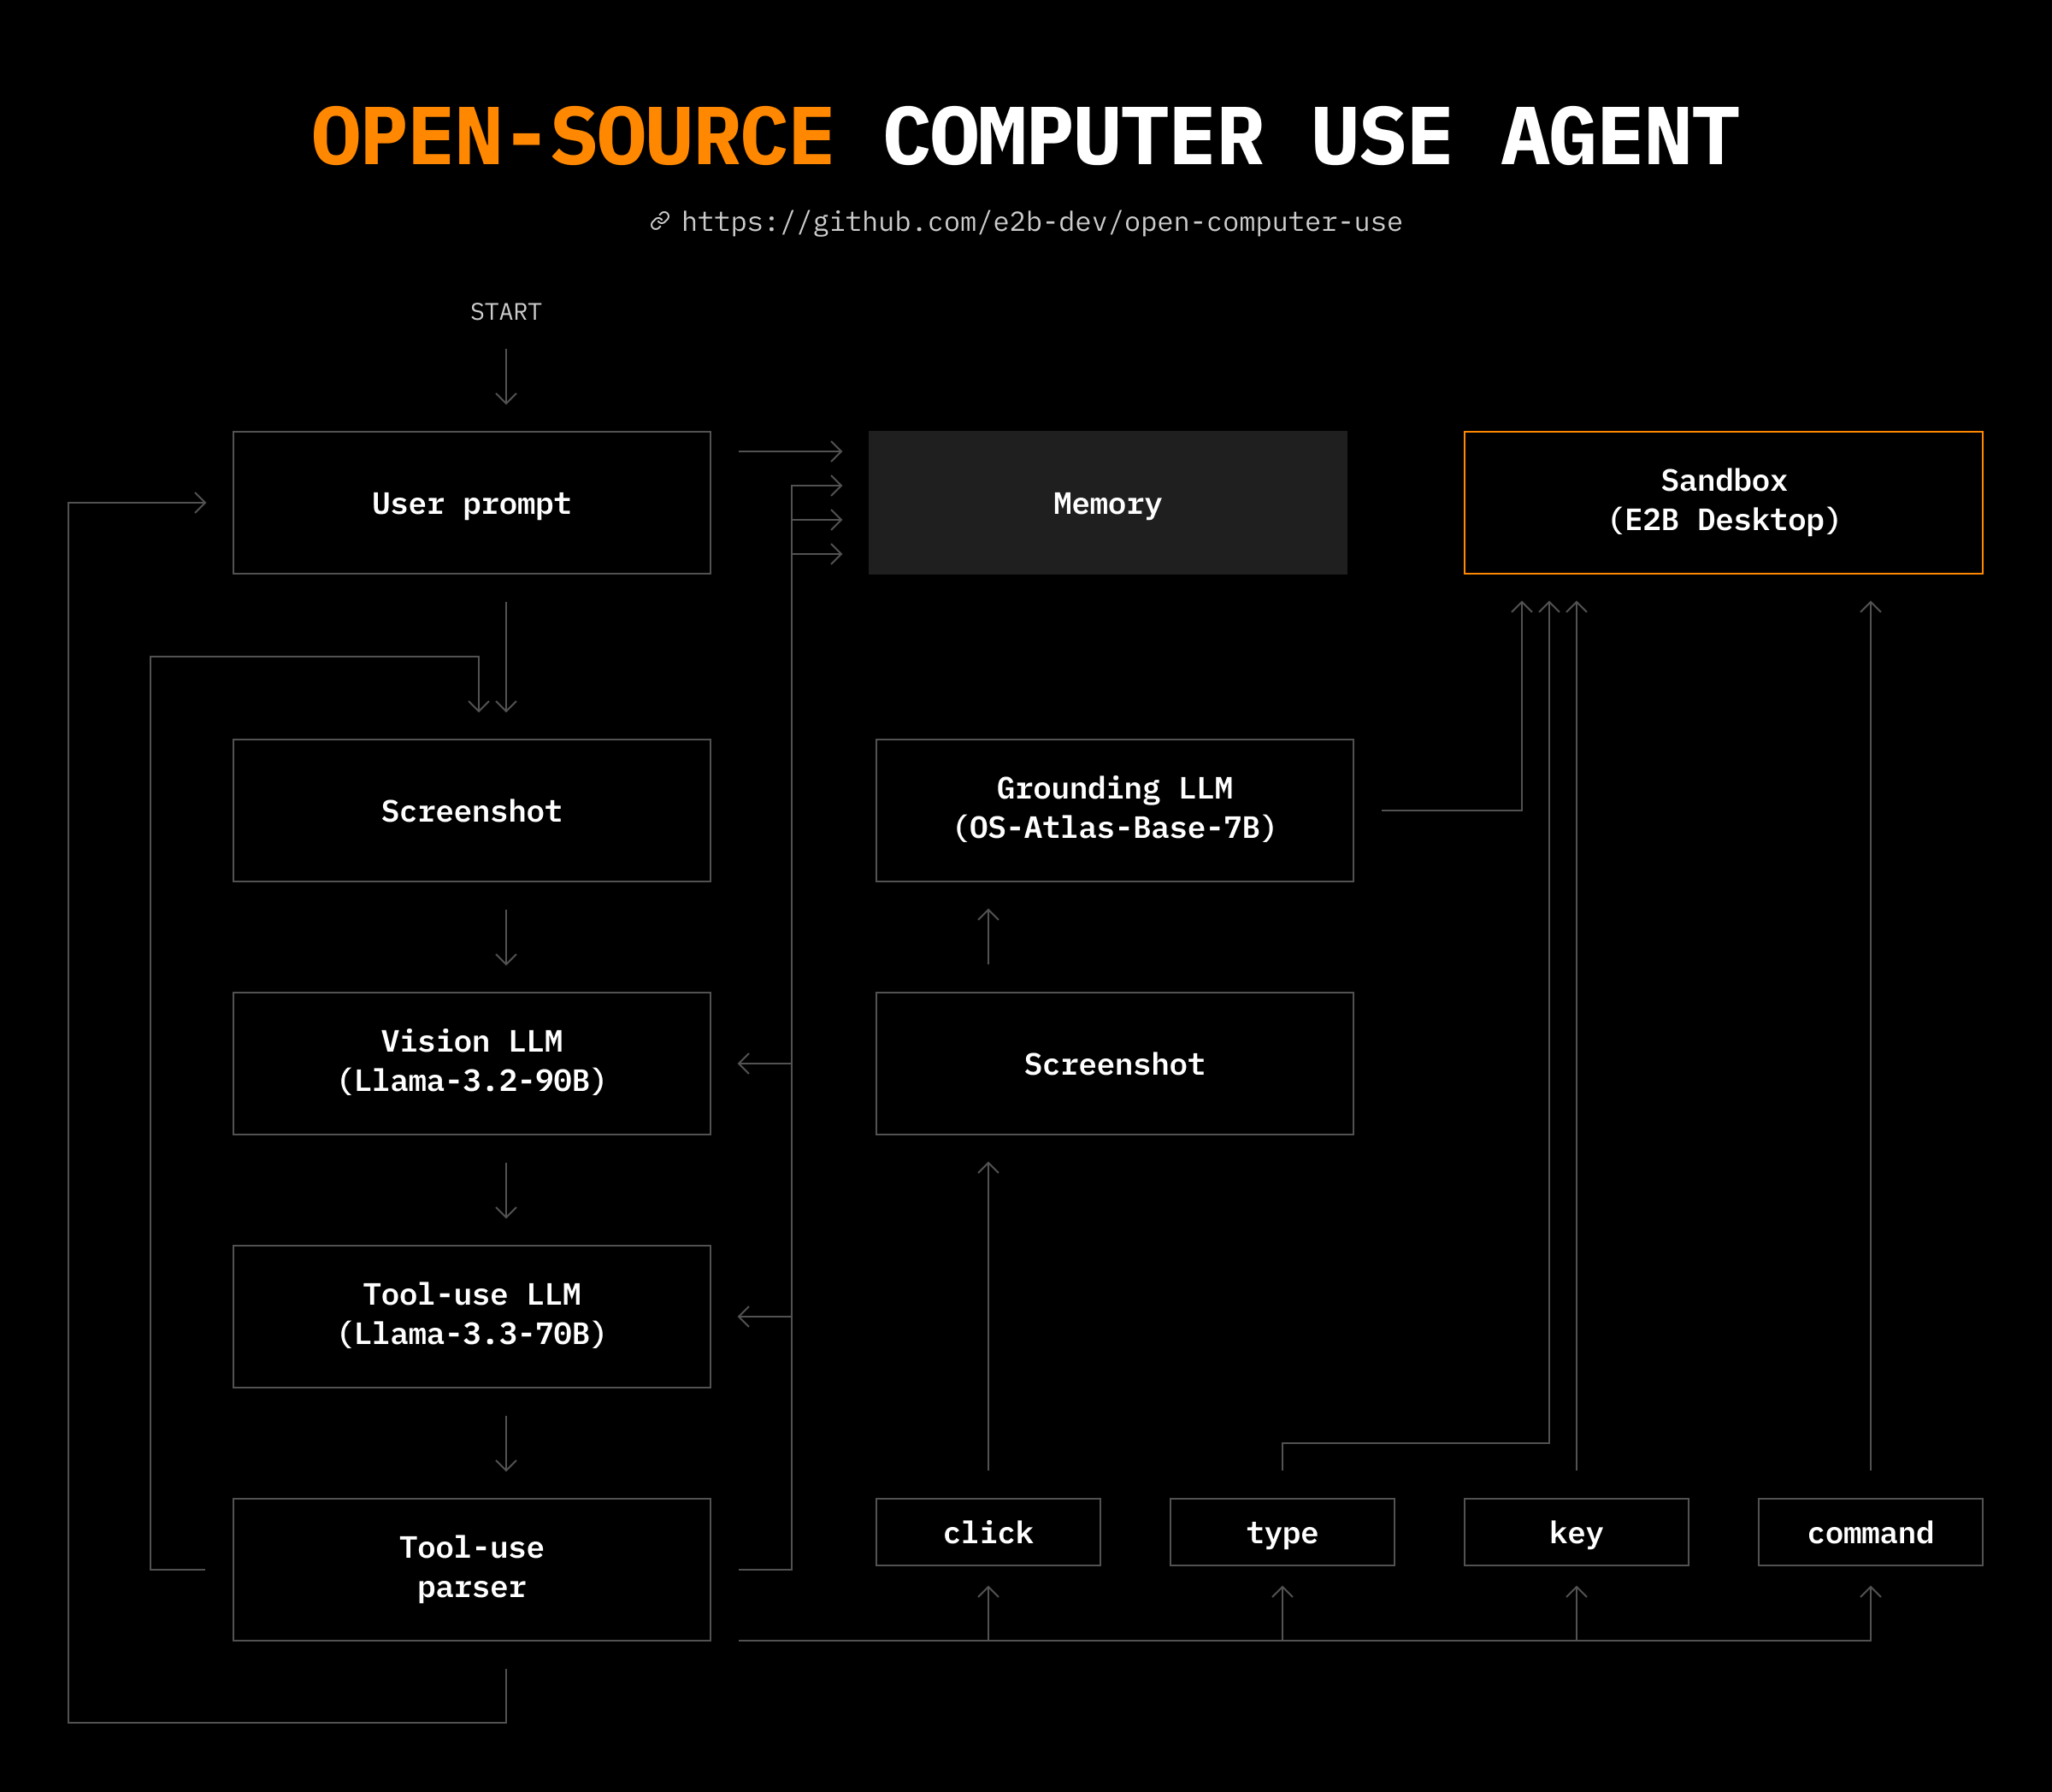 OPEN-SOURCE COMPUTER USE AGENT
https://github.com/e2b-dev/open-computer-use
START
User prompt
Memory
Sandbox
(E2B Desktop)
Screenshot
Grounding LLM
(OS-Atlas-Base-7B)
Vision LLM
(Llama-3.2-90B)
Screenshot
Tool-use LLM
(Llama-3.3-70B)
Tool-use
parser
click
type
key
command